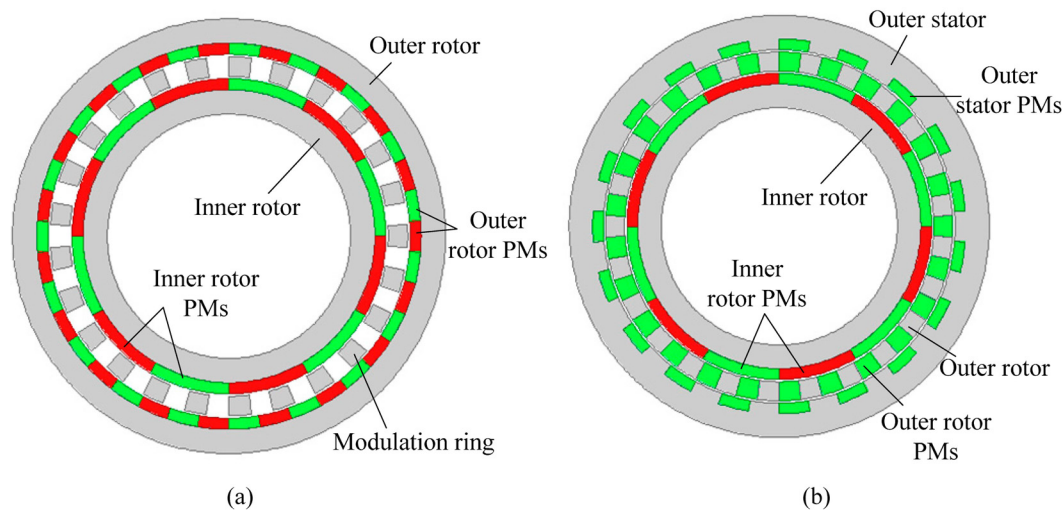 Outer rotor
Inner rotor
Outer
rotor PMs
Inner rotor
PMs
Modulation ring
(a)
Outer stator
Outer
stator PMs
Inner rotor
Inner
rotor PMs
Outer rotor
Outer rotor
PMs
(b)